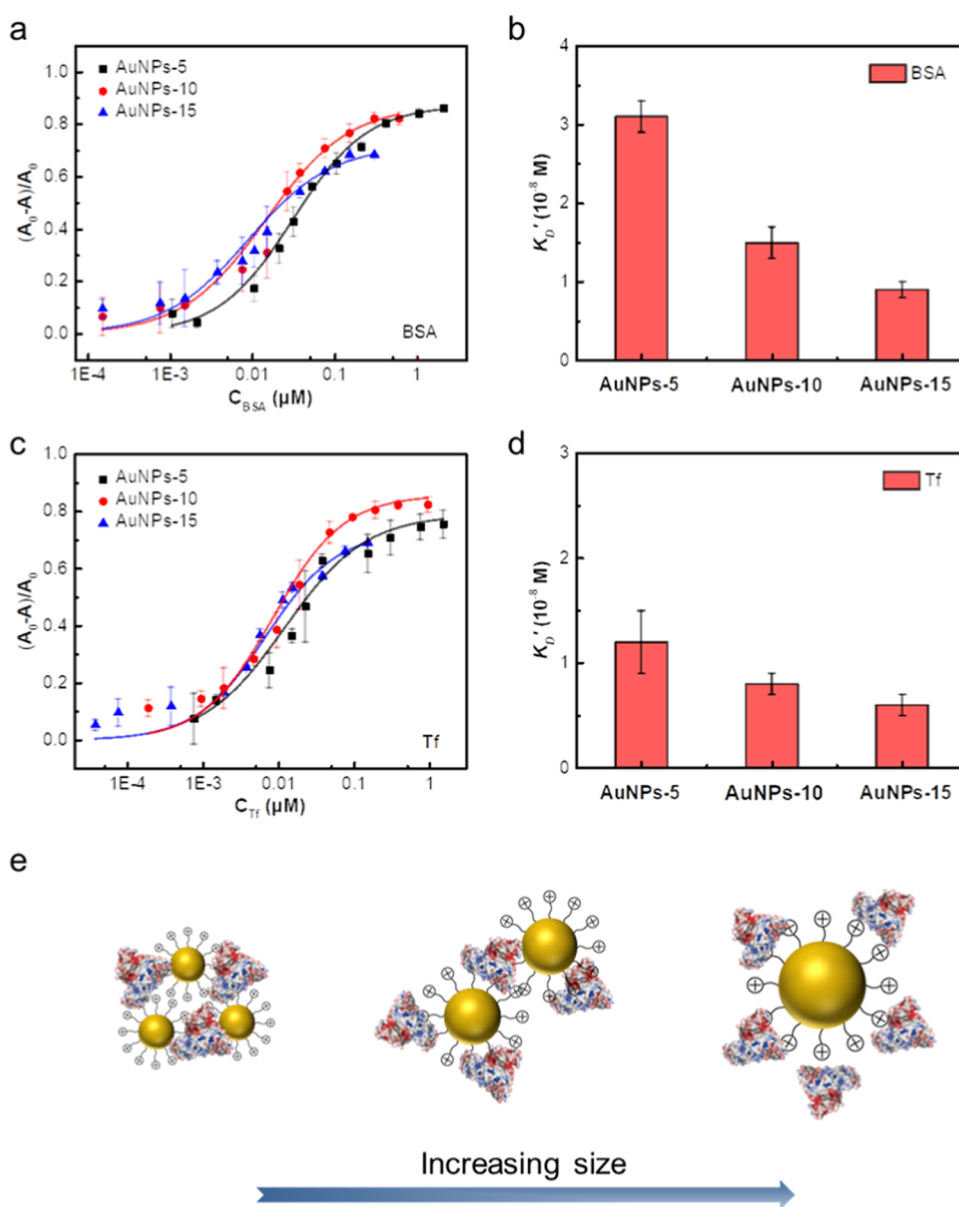 a
AuNPs-5
AuNPs-10
AuNPs-15
1.0
0.8
0.6
0.4
0.2
0.0
(A₀-A)/A₀
BSA
1E-4 1E-3 0.01 0.1 1
C_BSA (μM)
b
BSA
4
3
2
1
0
K_D' (10⁻⁸ M)
AuNPs-5 AuNPs-10 AuNPs-15
c
AuNPs-5
AuNPs-10
AuNPs-15
1.0
0.8
0.6
0.4
0.2
0.0
(A₀-A)/A₀
Tf
1E-4 1E-3 0.01 0.1 1
C_Tf (μM)
d
Tf
3
2
1
0
K_D' (10⁻⁸ M)
AuNPs-5 AuNPs-10 AuNPs-15
e
Increasing size